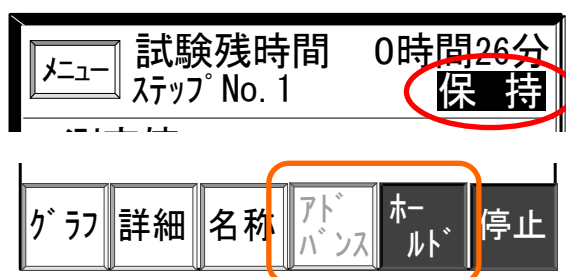 メニュー
試験残時間 0時間26分
ステップNo.1 保持
グラフ 詳細 名称 アドバンス ホールド 停止